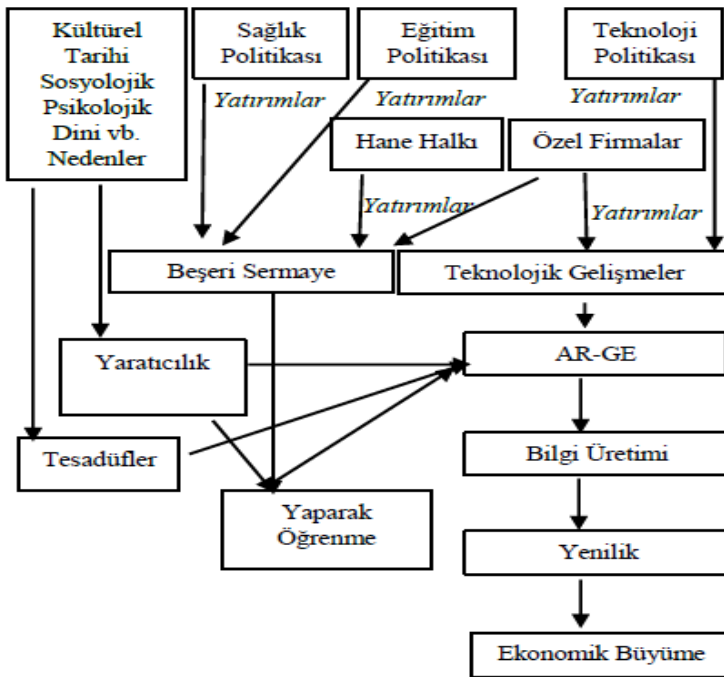 Kültürel
Tarihi
Sosyolojik
Psikolojik
Dini vb.
Nedenler
Sağlık
Politikası
Eğitim
Politikası
Teknoloji
Politikası
Yatırımlar
Yatırımlar
Yatırımlar
Hane Halkı
Özel Firmalar
Yatırımlar
Yatırımlar
Beşeri Sermaye
Teknolojik Gelişmeler
Yaratıcılık
AR-GE
Tesadüfler
Bilgi Üretimi
Yaparak
Öğrenme
Yenilik
Ekonomik Büyüme